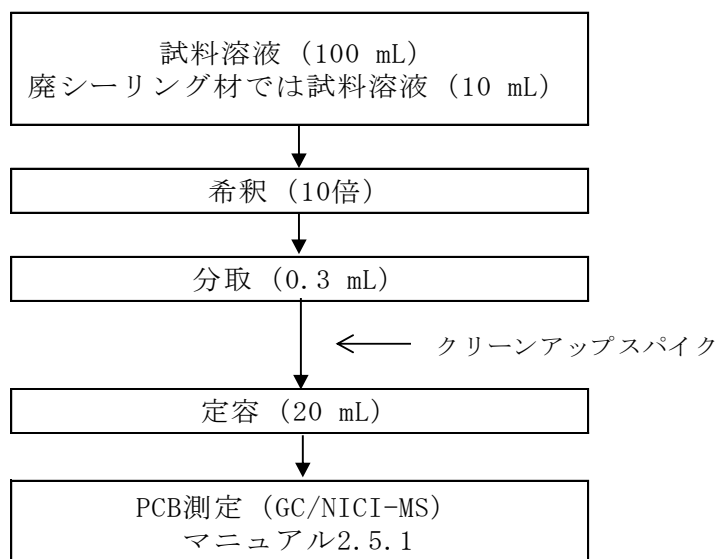 試料溶液 (100 mL)
廃シーリング材では試料溶液 (10 mL)
希釈 (10倍)
分取 (0.3 mL)
クリーンアップスパイク
定容 (20 mL)
PCB測定 (GC/NICI-MS)
マニュアル2.5.1